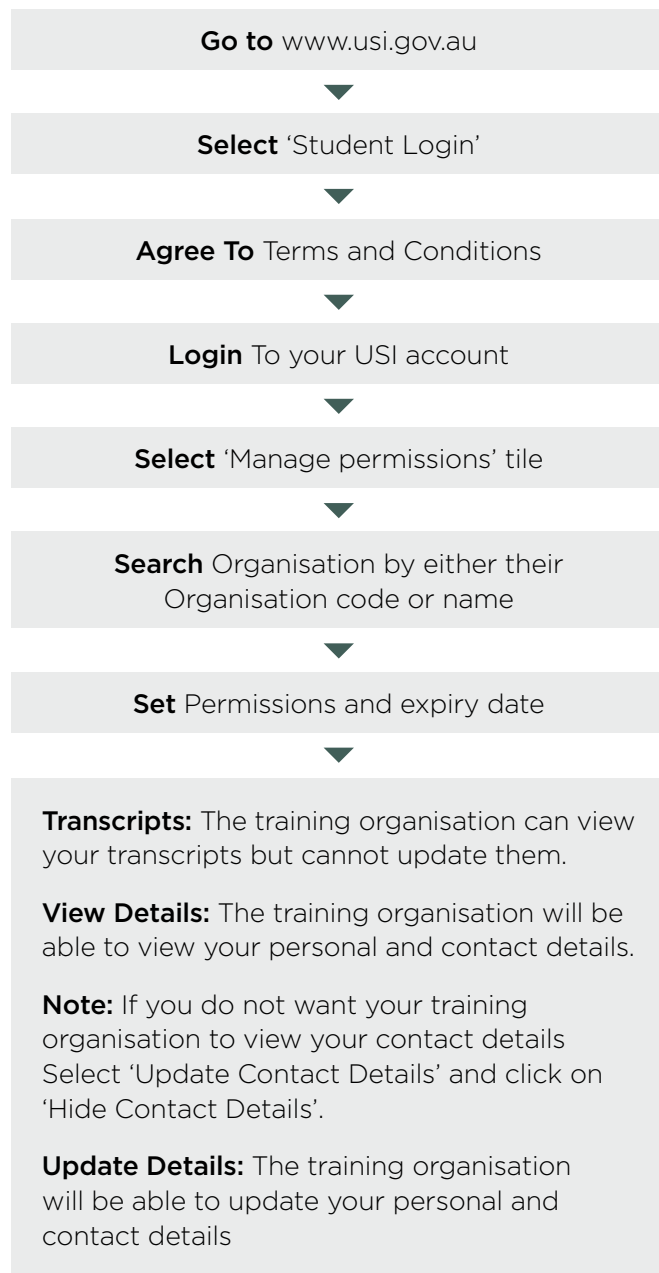 Go to www.usi.gov.au
Select ‘Student Login’
Agree To Terms and Conditions
Login To your USI account
Select ‘Manage permissions’ tile
Search Organisation by either their
Organisation code or name
Set Permissions and expiry date
Transcripts: The training organisation can view
your transcripts but cannot update them.
View Details: The training organisation will be
able to view your personal and contact details.
Note: If you do not want your training
organisation to view your contact details
Select ‘Update Contact Details’ and click on
‘Hide Contact Details’.
Update Details: The training organisation
will be able to update your personal and
contact details